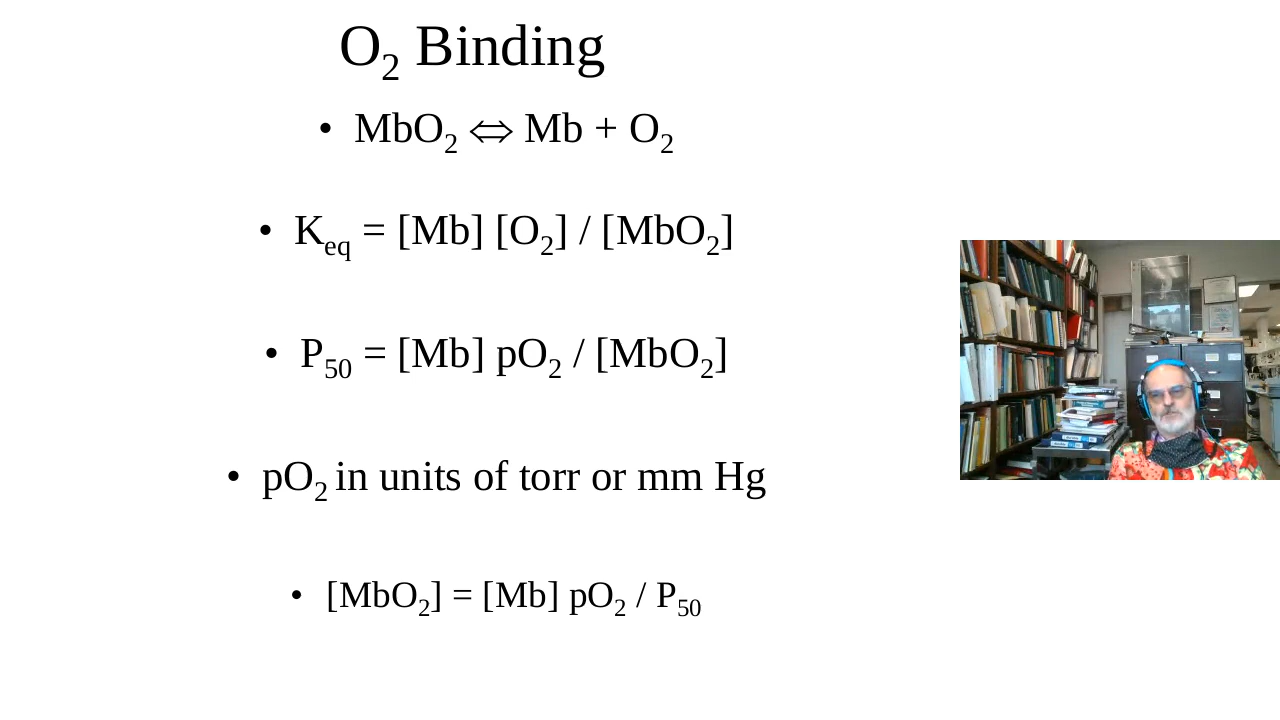 O₂ Binding
• MbO₂ ⇔ Mb + O₂
• Keq = [Mb] [O₂] / [MbO₂]
• P₅₀ = [Mb] pO₂ / [MbO₂]
• pO₂ in units of torr or mm Hg
• [MbO₂] = [Mb] pO₂ / P₅₀